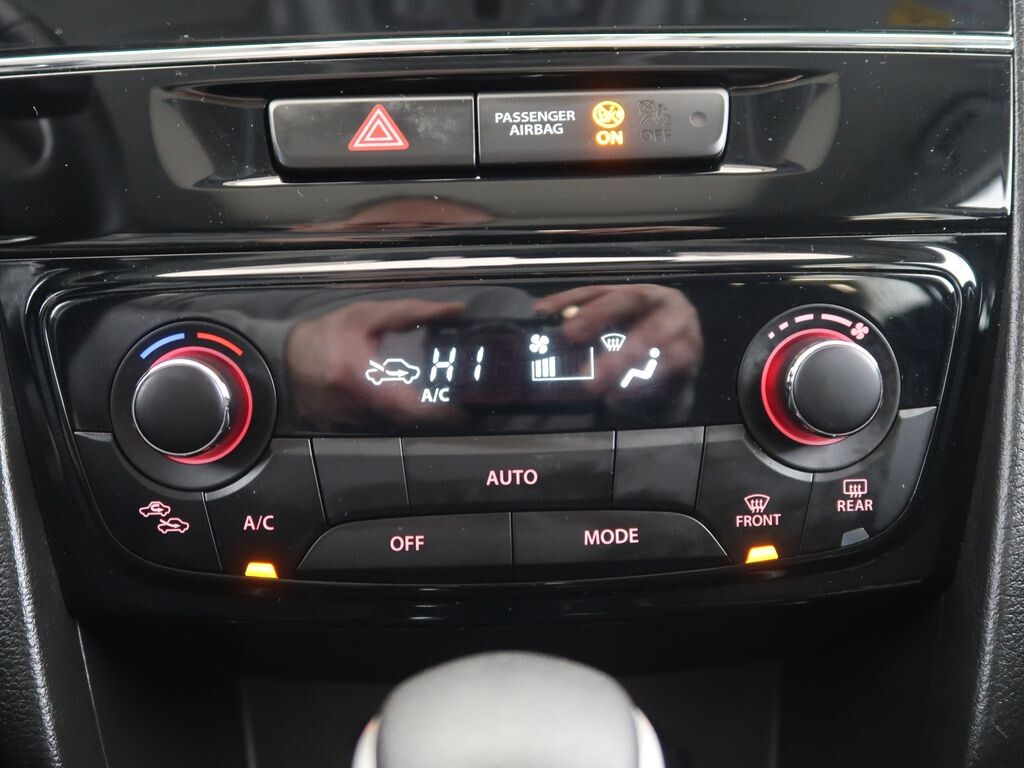 PASSENGER
AIRBAG
ON
OFF
HI
A/C
AUTO
A/C
OFF
MODE
FRONT
REAR